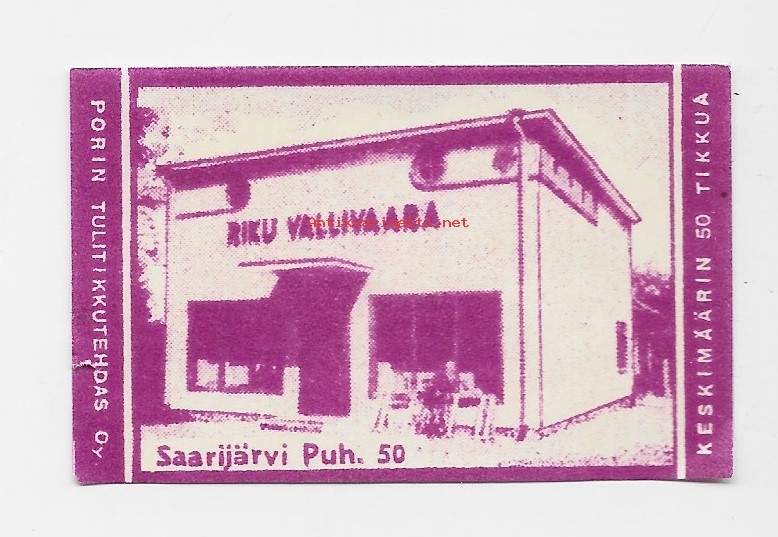 PORIN TULITIKKUTEHDAS Oy.
RIKU VALLIVAARA
Saarijärvi Puh. 50
KESKIMÄÄRIN 50 TIKKUA